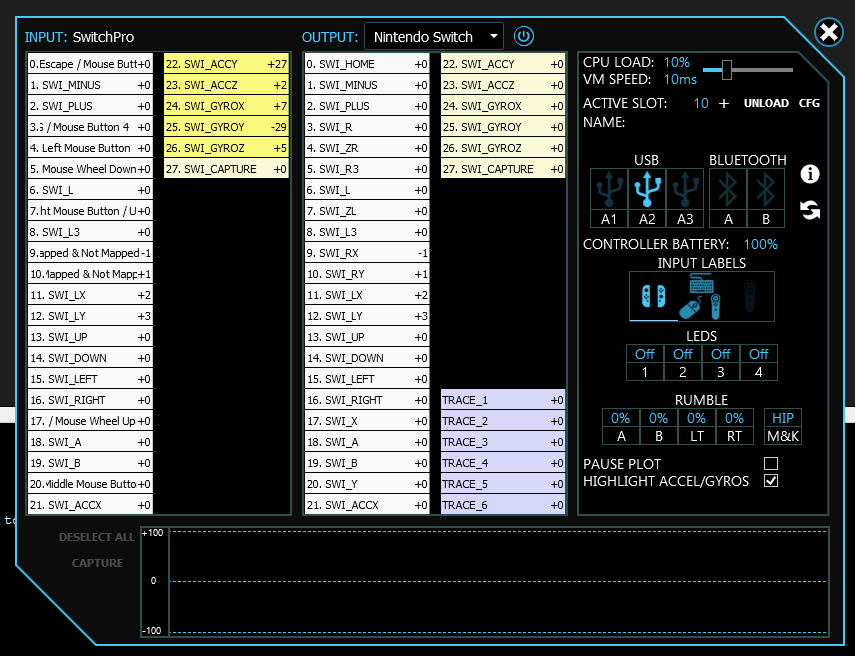 INPUT: SwitchPro
0.Escape / Mouse Butt+0
1. SWI_MINUS +0
2. SWI_PLUS +0
3.G / Mouse Button 4 +0
4. Left Mouse Button +0
5. Mouse Wheel Down+0
6. SWI_L +0
7.ht Mouse Button / U+0
8. SWI_L3 +0
9.apped & Not Mapped-1
10.Mapped & Not Mapp+1
11. SWI_LX +2
12. SWI_LY +3
13. SWI_UP +0
14. SWI_DOWN +0
15. SWI_LEFT +0
16. SWI_RIGHT +0
17. / Mouse Wheel Up+0
18. SWI_A +0
19. SWI_B +0
20.Middle Mouse Butto+0
21. SWI_ACCX +0
22. SWI_ACCY +27
23. SWI_ACCZ +2
24. SWI_GYROX +7
25. SWI_GYROY -29
26. SWI_GYROZ +5
27. SWI_CAPTURE +0
OUTPUT: Nintendo Switch
0. SWI_HOME +0
1. SWI_MINUS +0
2. SWI_PLUS +0
3. SWI_R +0
4. SWI_ZR +0
5. SWI_R3 +0
6. SWI_L +0
7. SWI_ZL +0
8. SWI_L3 +0
9. SWI_RX -1
10. SWI_RY +1
11. SWI_LX +2
12. SWI_LY +3
13. SWI_UP +0
14. SWI_DOWN +0
15. SWI_LEFT +0
16. SWI_RIGHT +0
17. SWI_X +0
18. SWI_A +0
19. SWI_B +0
20. SWI_Y +0
21. SWI_ACCX +0
22. SWI_ACCY +0
23. SWI_ACCZ +0
24. SWI_GYROX +0
25. SWI_GYROY +0
26. SWI_GYROZ +0
27. SWI_CAPTURE +0
TRACE_1 +0
TRACE_2 +0
TRACE_3 +0
TRACE_4 +0
TRACE_5 +0
TRACE_6 +0
CPU LOAD: 10%
VM SPEED: 10ms
ACTIVE SLOT: 10 + UNLOAD CFG
NAME:
USB BLUETOOTH
A1 A2 A3 A B
CONTROLLER BATTERY: 100%
INPUT LABELS
LEDS
Off Off Off Off
1 2 3 4
RUMBLE
0% 0% 0% 0% HIP
A B LT RT M&K
PAUSE PLOT
HIGHLIGHT ACCEL/GYROS
to
DESELECT ALL
CAPTURE
+100
0
-100